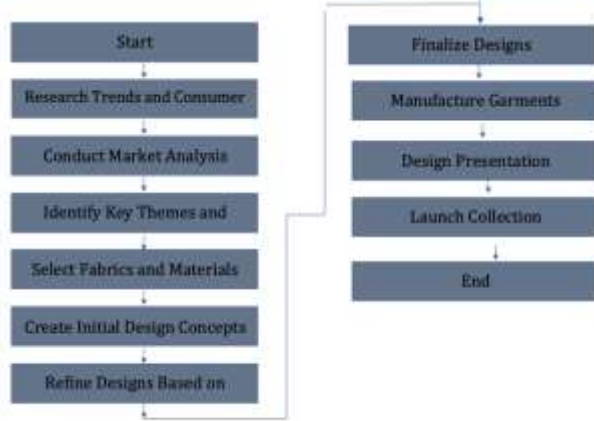 Start
Research Trends and Consumer
Conduct Market Analysis
Identify Key Themes and
Select Fabrics and Materials
Create Initial Design Concepts
Refine Designs Based on
Finalize Designs
Manufacture Garments
Design Presentation
Launch Collection
End